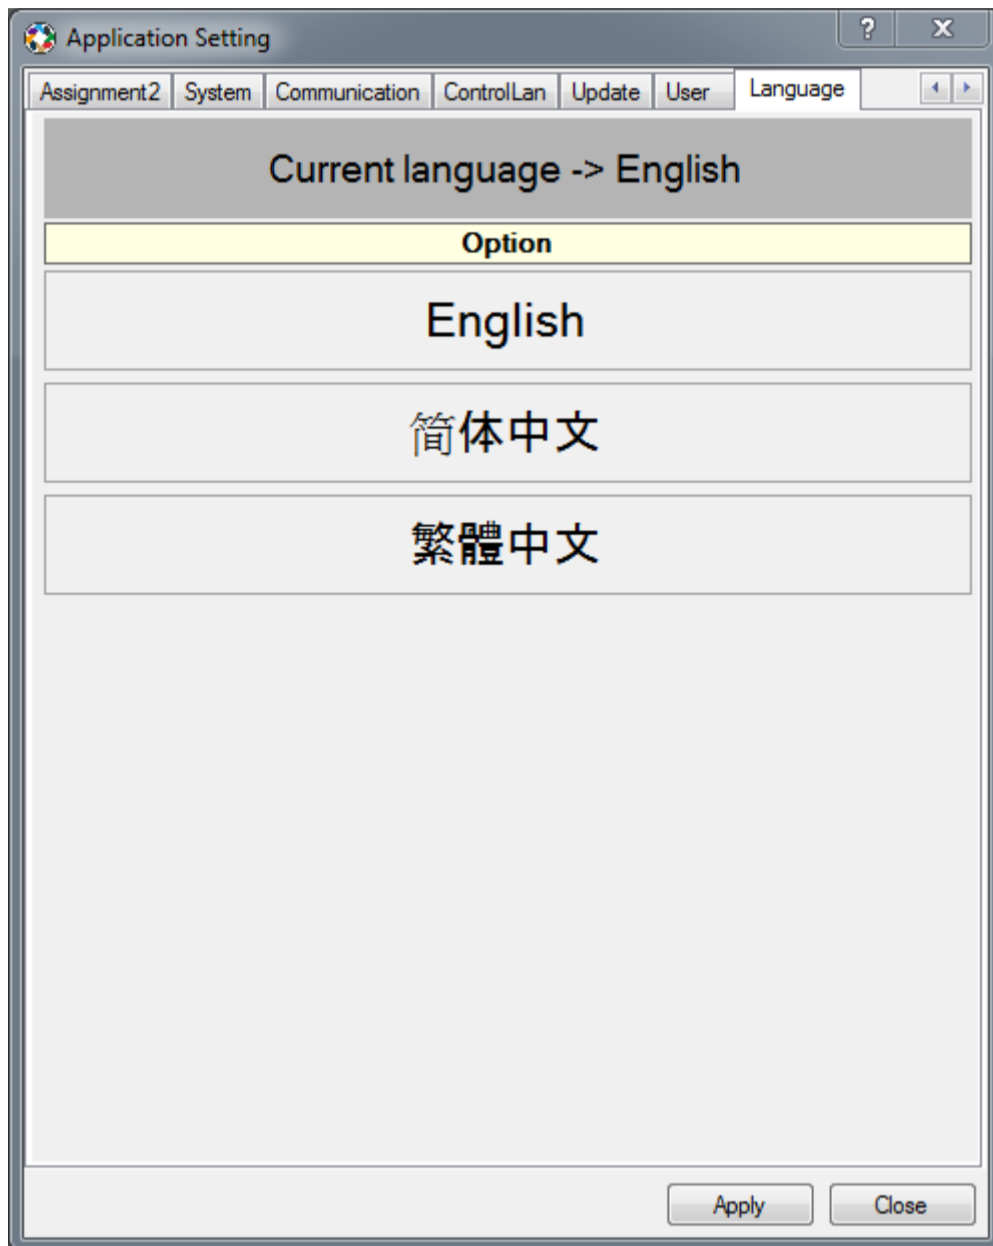 Application Setting
Assignment2 System Communication ControlLan Update User Language
Current language -> English
Option
English
简体中文
繁體中文
Apply Close